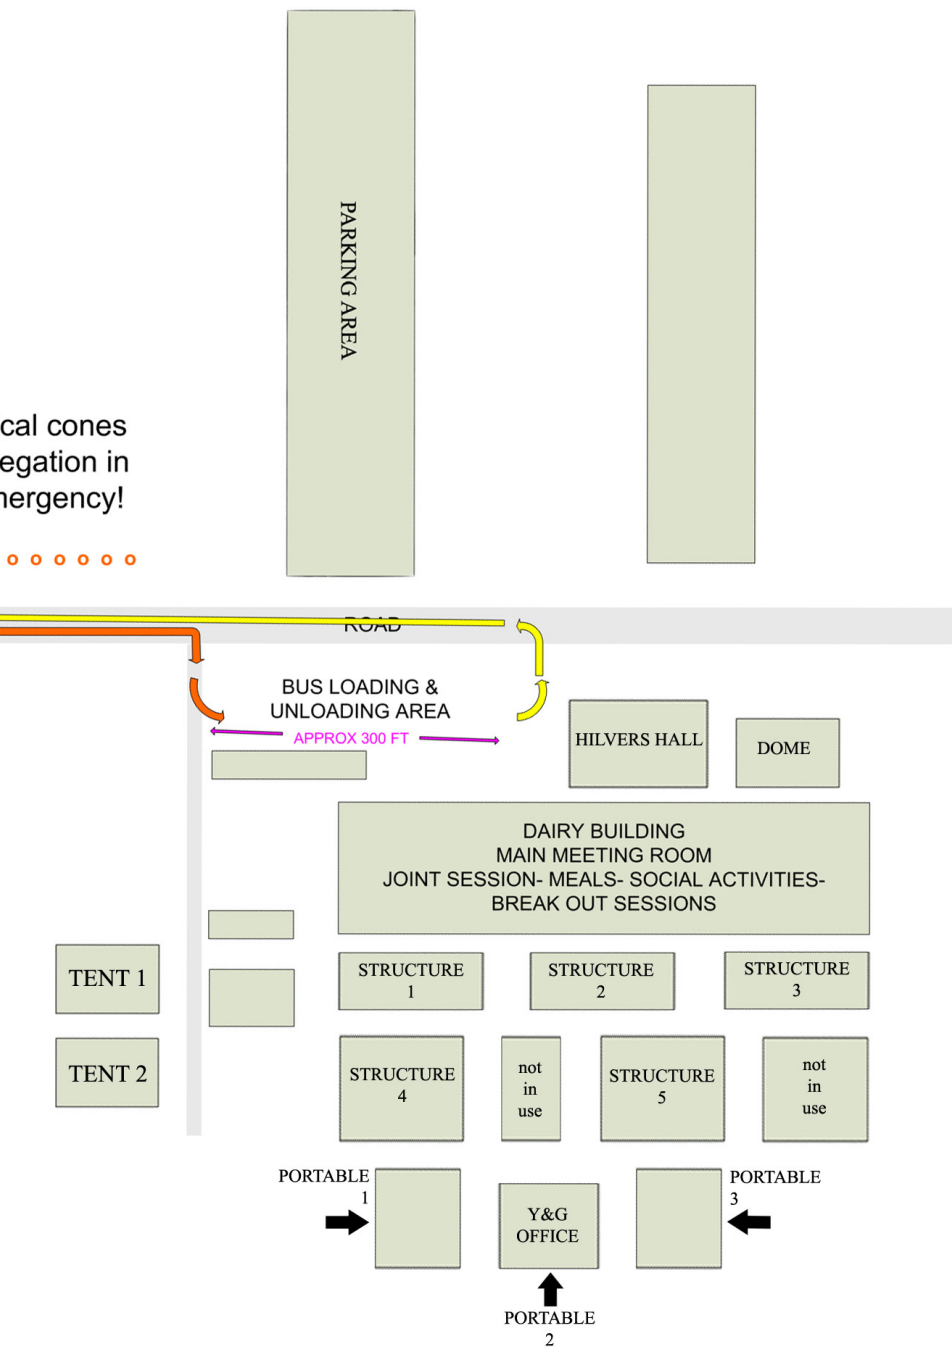 PARKING AREA
cal cones
egation in
nergency!
o o o o o o
ROAD
BUS LOADING &
UNLOADING AREA
APPROX 300 FT
HILVERS HALL
DOME
DAIRY BUILDING
MAIN MEETING ROOM
JOINT SESSION- MEALS- SOCIAL ACTIVITIES-
BREAK OUT SESSIONS
TENT 1
STRUCTURE
1
STRUCTURE
2
STRUCTURE
3
TENT 2
STRUCTURE
4
not
in
use
STRUCTURE
5
not
in
use
PORTABLE
1
Y&G
OFFICE
PORTABLE
3
PORTABLE
2